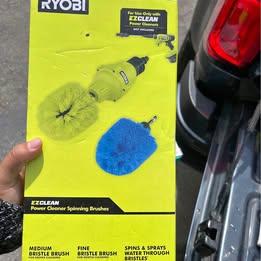 RYOBI
For Use Only with
EZCLEAN
Power Cleaners
EZCLEAN
Power Cleaner Spinning Brushes
MEDIUM
BRISTLE BRUSH
FINE
BRISTLE BRUSH
SPINS & SPRAYS
WATER THROUGH
BRISTLES